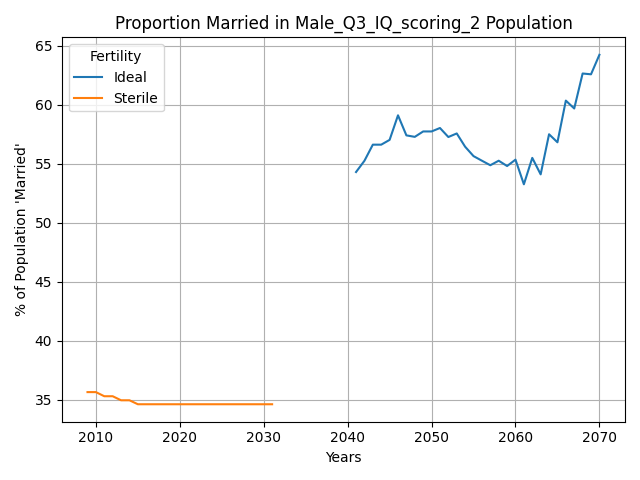 Proportion Married in Male_Q3_IQ_scoring_2 Population
Fertility
Ideal
Sterile
% of Population 'Married'
65
60
55
50
45
40
35
2010
2020
2030
2040
2050
2060
2070
Years